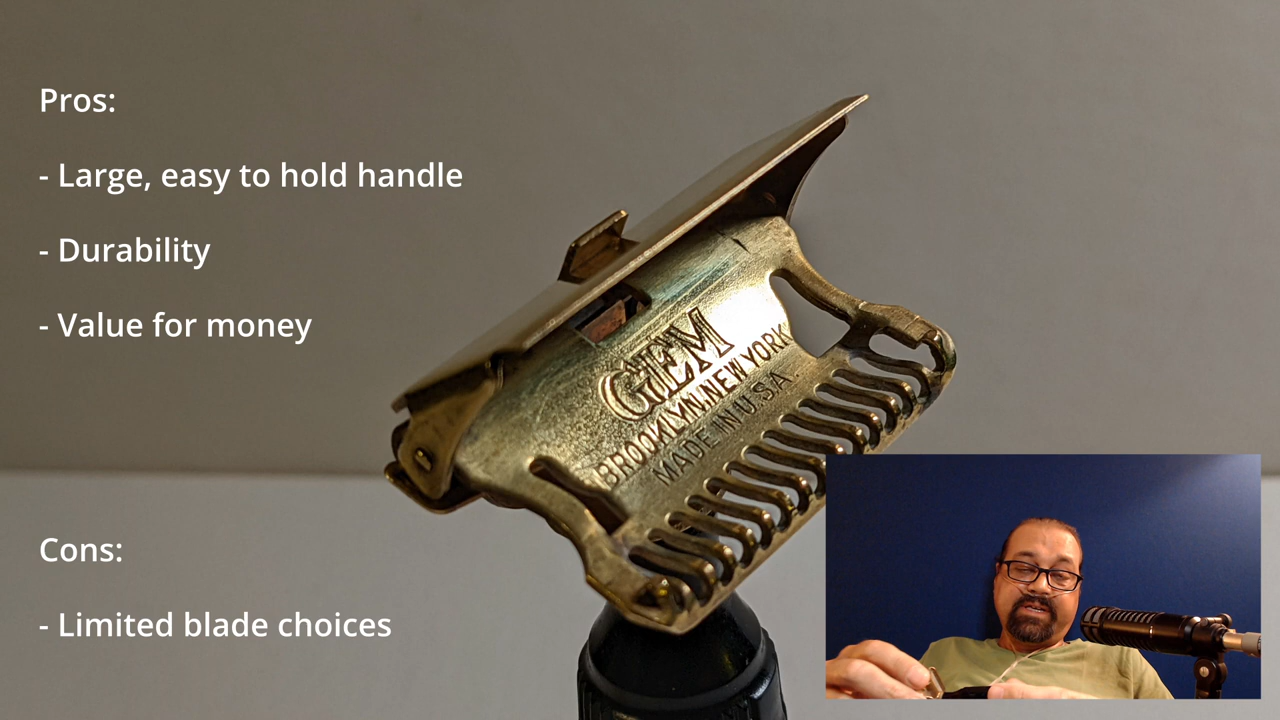 Pros:
- Large, easy to hold handle
- Durability
- Value for money
GEM
BROOKLYN, NEW YORK
MADE IN U.S.A.
Cons:
- Limited blade choices